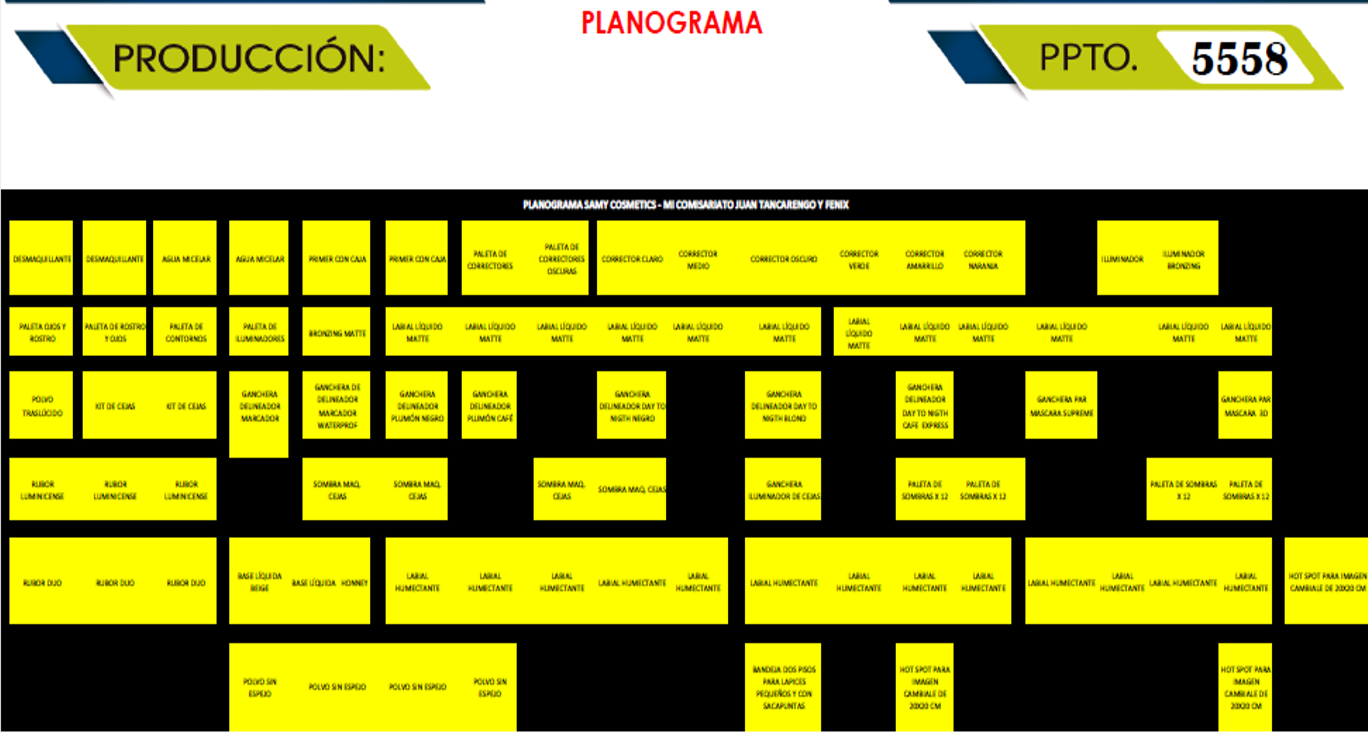 PLANOGRAMA
PRODUCCIÓN:
PPTO. 5558
PLANOGRAMA SAMY COSMETICS - MI COMISARIATO JUAN TANCARENGO Y FENIX
DESMAQUILLANTE
DESMAQUILLANTE
AGUA MICELAR
AGUA MICELAR
PRIMER CON CAJA
PRIMER CON CAJA
PALETA DE
CORRECTORES
PALETA DE
CORRECTORES
OSCURAS
CORRECTOR CLARO
CORRECTOR
MEDIO
CORRECTOR OSCURO
CORRECTOR
VERDE
CORRECTOR
AMARRILLO
CORRECTOR
NARANJA
ILUMINADOR
ILUMINADOR
BRONZING
PALETA OJOS Y
ROSTRO
PALETA DE ROSTRO
Y OJOS
PALETA DE
CONTORNOS
PALETA DE
ILUMINADORES
BRONZING MATTE
LABIAL LÍQUIDO
MATTE
LABIAL LÍQUIDO
MATTE
LABIAL LÍQUIDO
MATTE
LABIAL LÍQUIDO
MATTE
LABIAL LÍQUIDO
MATTE
LABIAL LÍQUIDO
MATTE
LABIAL
LÍQUIDO
MATTE
LABIAL LÍQUIDO
MATTE
LABIAL LÍQUIDO
MATTE
LABIAL LÍQUIDO
MATTE
LABIAL LÍQUIDO
MATTE
LABIAL LÍQUIDO
MATTE
POLVO
TRASLÚCIDO
KIT DE CEJAS
KIT DE CEJAS
GANCHERA
DELINEADOR
MARCADOR
GANCHERA DE
DELINEADOR
MARCADOR
WATERPROF
GANCHERA
DELINEADOR
PLUMÓN NEGRO
GANCHERA
DELINEADOR
PLUMÓN CAFÉ
GANCHERA
DELINEADOR DAY TO
NIGTH NEGRO
GANCHERA
DELINEADOR DAY TO
NIGTH BLOND
GANCHERA
DELINEADOR
DAY TO NIGTH
CAFE EXPRESS
GANCHERA PAR
MASCARA SUPREME
GANCHERA PAR
MASCARA 3D
RUBOR
LUMINICENSE
RUBOR
LUMINICENSE
RUBOR
LUMINICENSE
SOMBRA MAQ.
CEJAS
SOMBRA MAQ.
CEJAS
SOMBRA MAQ.
CEJAS
SOMBRA MAQ. CEJAS
GANCHERA
ILUMINADOR DE CEJAS
PALETA DE
SOMBRAS X 12
PALETA DE
SOMBRAS X 12
PALETA DE SOMBRAS
X 12
PALETA DE
SOMBRAS X 12
RUBOR DUO
RUBOR DUO
RUBOR DUO
BASE LÍQUIDA
BEIGE
BASE LÍQUIDA HONNEY
LABIAL
HUMECTANTE
LABIAL
HUMECTANTE
LABIAL
HUMECTANTE
LABIAL HUMECTANTE
LABIAL
HUMECTANTE
LABIAL HUMECTANTE
LABIAL
HUMECTANTE
LABIAL
HUMECTANTE
LABIAL
HUMECTANTE
LABIAL HUMECTANTE
LABIAL
HUMECTANTE
LABIAL HUMECTANTE
LABIAL
HUMECTANTE
HOT SPOT PARA IMAGEN
CAMBIALE DE 20X20 CM
POLVO SIN
ESPEJO
POLVO SIN ESPEJO
POLVO SIN ESPEJO
POLVO SIN
ESPEJO
BANDEJA DOS PISOS
PARA LAPICES
PEQUEÑOS Y CON
SACAPUNTAS
HOT SPOT PARA
IMAGEN
CAMBIALE DE
20X20 CM
HOT SPOT PARA
IMAGEN
CAMBIALE DE
20X20 CM